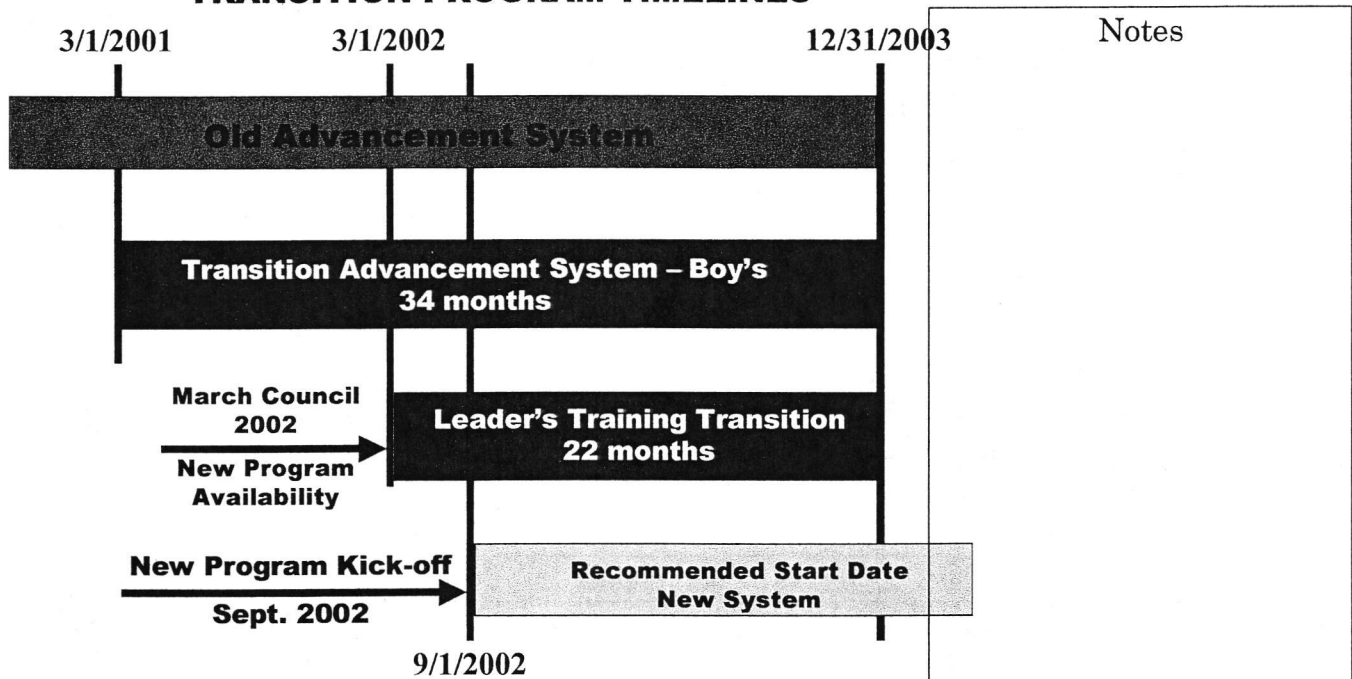 TRANSITION PROGRAM TIMELINES
3/1/2001
3/1/2002
12/31/2003
Notes
Old Advancement System
Transition Advancement System – Boy's
34 months
March Council
2002
New Program
Availability
Leader's Training Transition
22 months
New Program Kick-off
Sept. 2002
Recommended Start Date
New System
9/1/2002